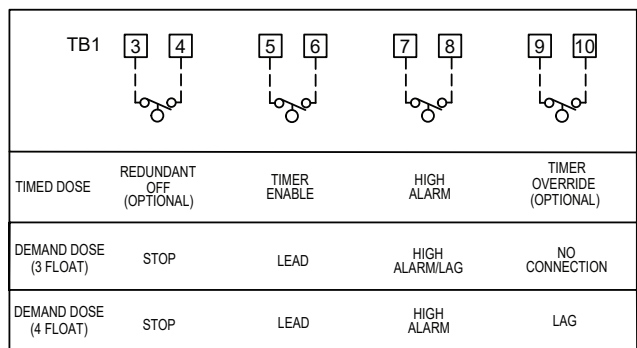 TB1 3 4 5 6 7 8 9 10
TIMED DOSE
REDUNDANT
OFF
(OPTIONAL)
TIMER
ENABLE
HIGH
ALARM
TIMER
OVERRIDE
(OPTIONAL)
DEMAND DOSE
(3 FLOAT)
STOP
LEAD
HIGH
ALARM/LAG
NO
CONNECTION
DEMAND DOSE
(4 FLOAT)
STOP
LEAD
HIGH
ALARM
LAG